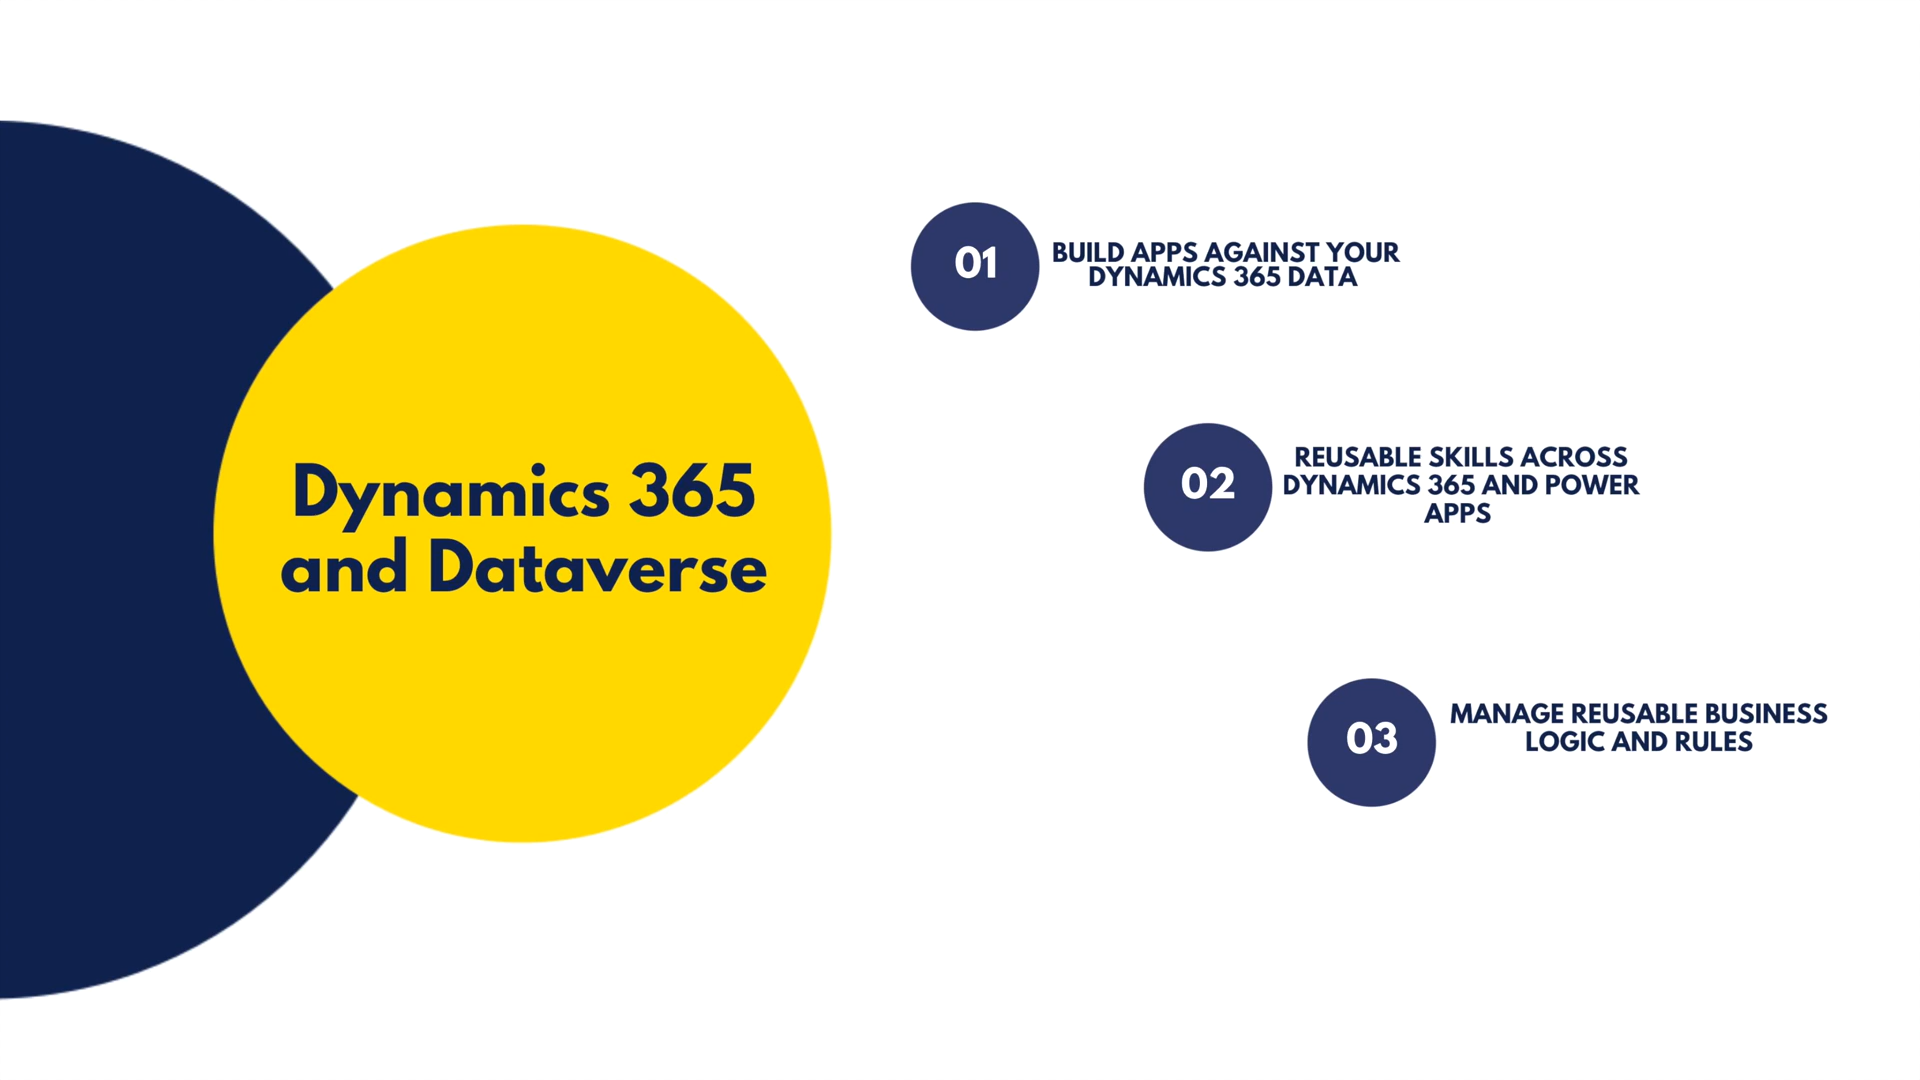 Dynamics 365
and Dataverse
01
BUILD APPS AGAINST YOUR
DYNAMICS 365 DATA
02
REUSABLE SKILLS ACROSS
DYNAMICS 365 AND POWER
APPS
03
MANAGE REUSABLE BUSINESS
LOGIC AND RULES